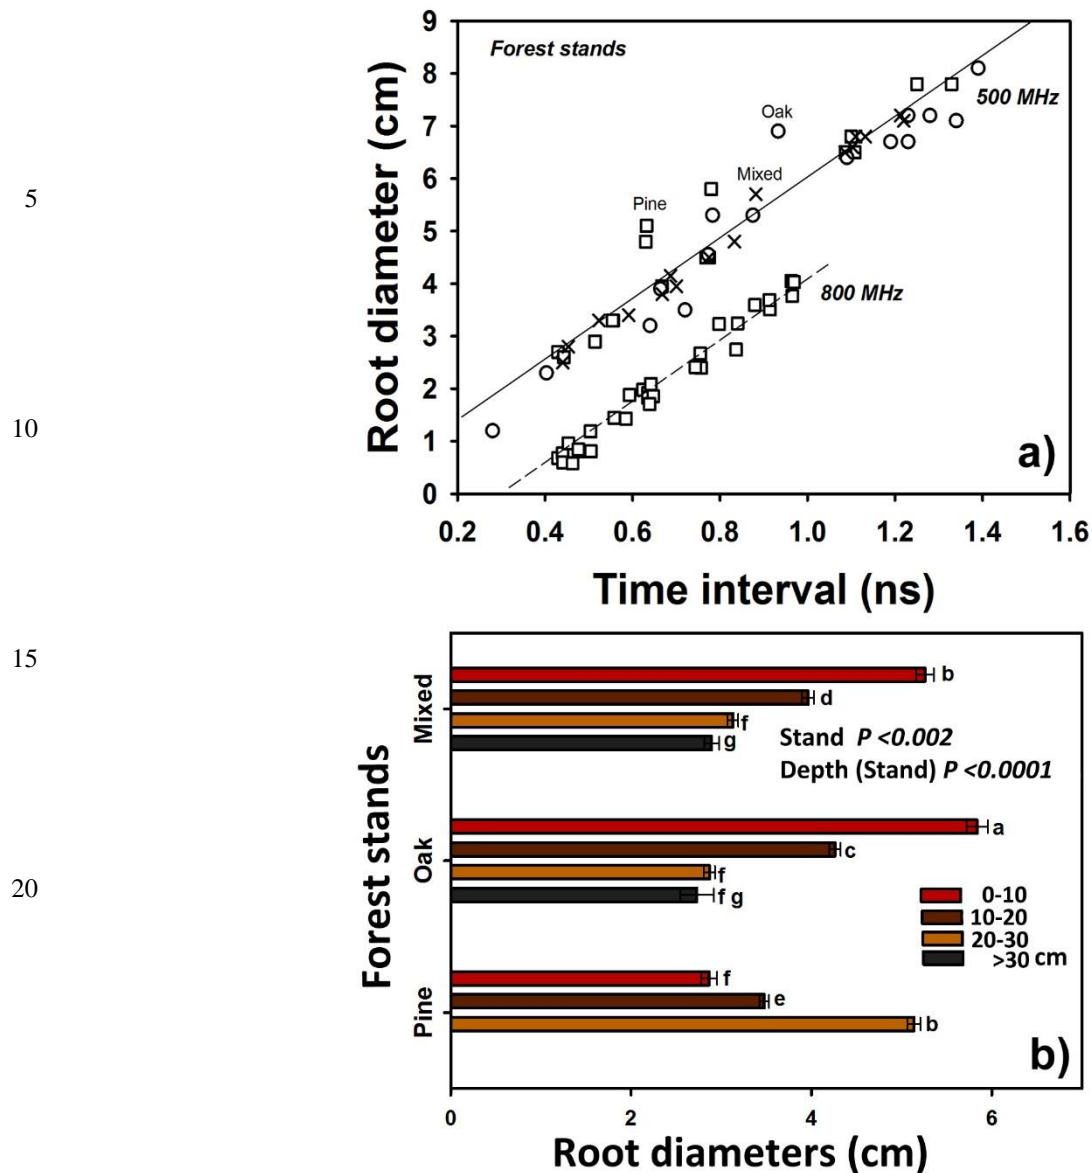 9
Forest stands
8
500 MHz
7
Oak
5
6
Mixed
Pine
5
4
800 MHz
3
2
10
1
a)
0
Root diameter (cm)
0.2 0.4 0.6 0.8 1.0 1.2 1.4 1.6
Time interval (ns)
15
Mixed
b
d
f
g
Stand P <0.002
Depth (Stand) P <0.0001
Forest stands
Oak
a
c
f
f g
20
0-10
10-20
20-30
>30 cm
Pine
f
e
b
b)
0 2 4 6
Root diameters (cm)